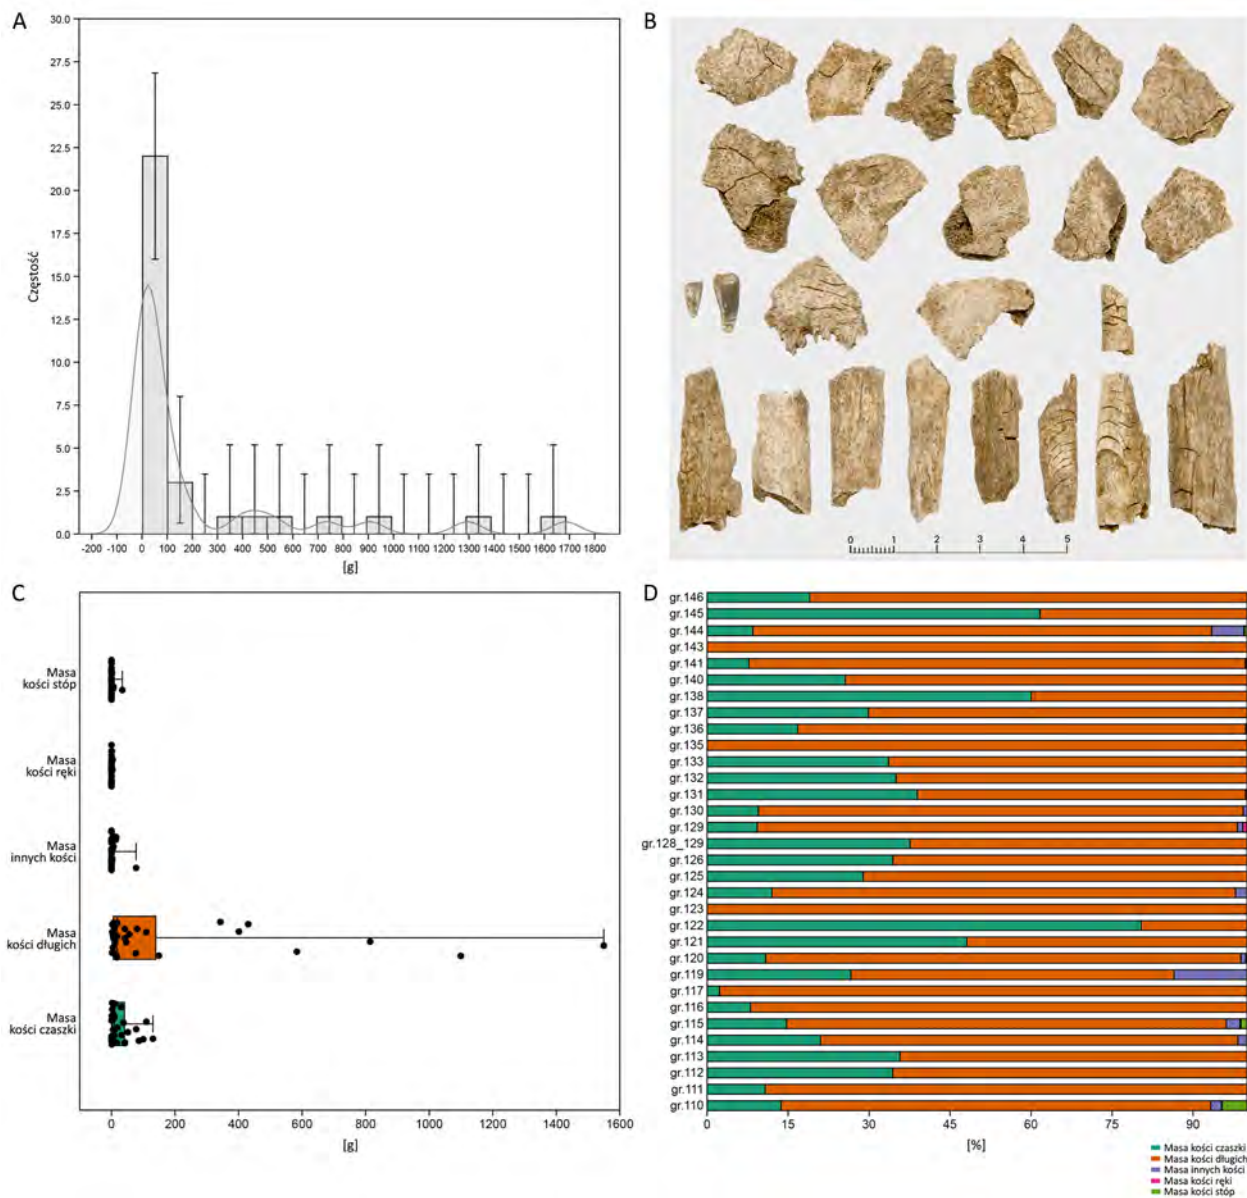 A
30.0
27.5
25.0
22.5
20.0
17.5
15.0
12.5
10.0
7.5
5.0
2.5
0.0
Częstość
-200 -100 0 100 200 300 400 500 600 700 800 900 1000 1100 1200 1300 1400 1500 1600 1700 1800
[g]
B
0 1 2 3 4 5
C
Masa
kości stóp
Masa
kości ręki
Masa
innych kości
Masa
kości długich
Masa
kości czaszki
0 200 400 600 800 1000 1200 1400 1600
[g]
D
gr.146
gr.145
gr.144
gr.143
gr.141
gr.140
gr.138
gr.137
gr.136
gr.135
gr.133
gr.132
gr.131
gr.130
gr.129
gr.128_129
gr.126
gr.125
gr.124
gr.123
gr.122
gr.121
gr.120
gr.119
gr.117
gr.116
gr.115
gr.114
gr.113
gr.112
gr.111
gr.110
0 15 30 45 60 75 90
[%]
Masa kości czaszki
Masa kości długich
Masa innych kości
Masa kości ręki
Masa kości stóp